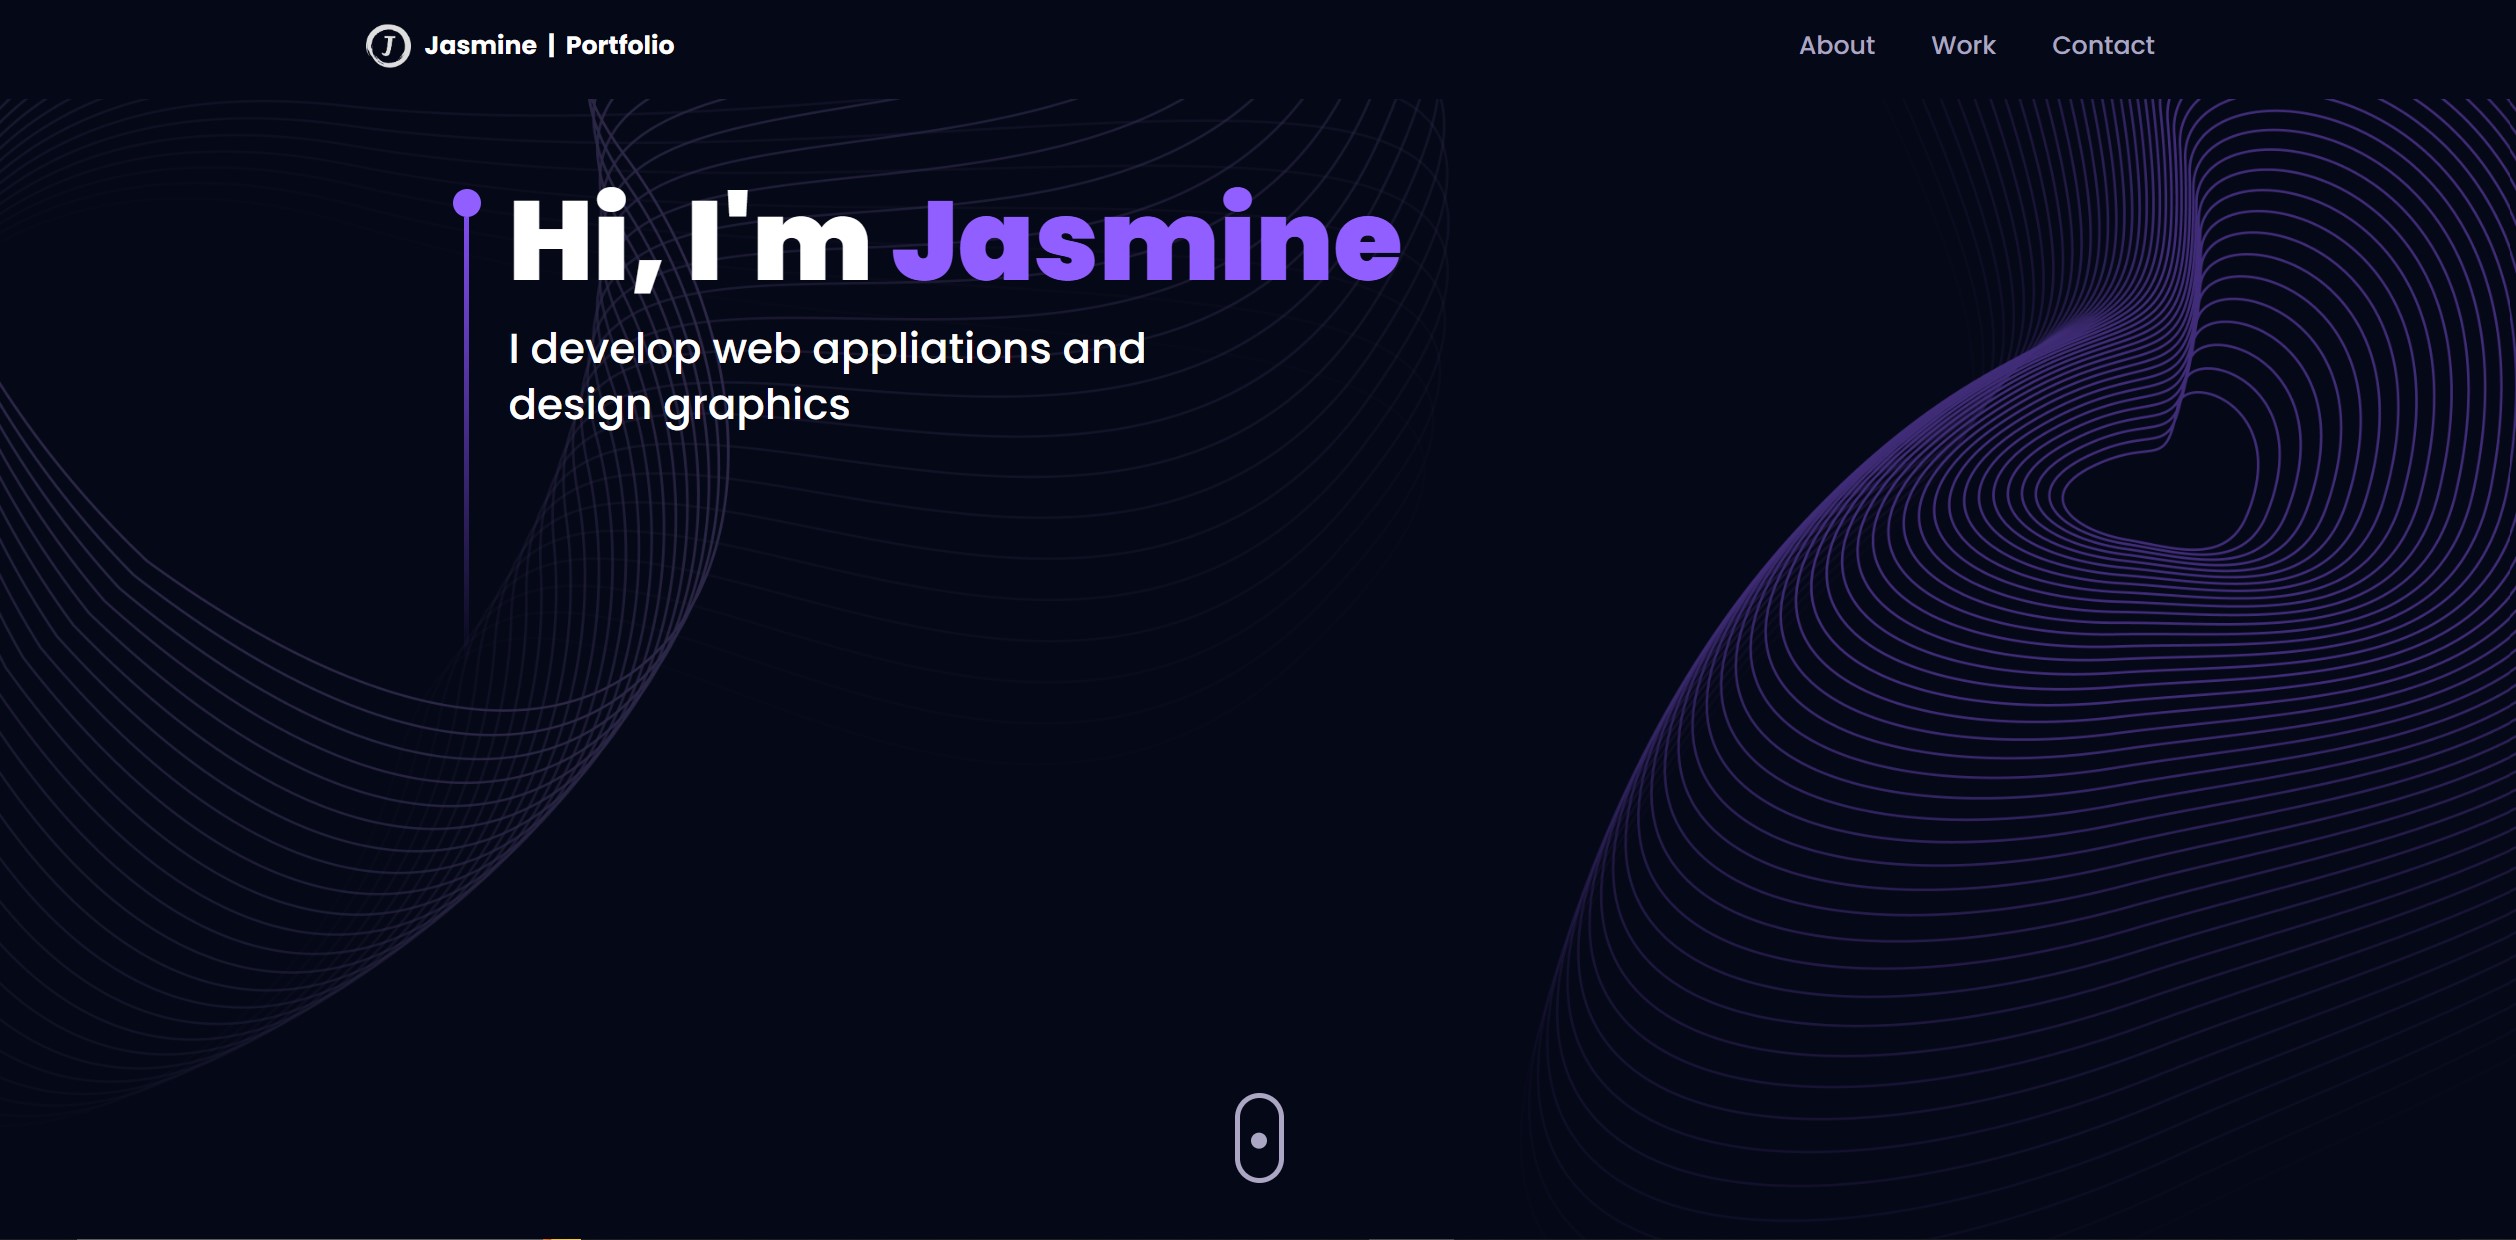 J
Jasmine | Portfolio
About
Work
Contact
Hi, I'm Jasmine
I develop web appliations and
design graphics